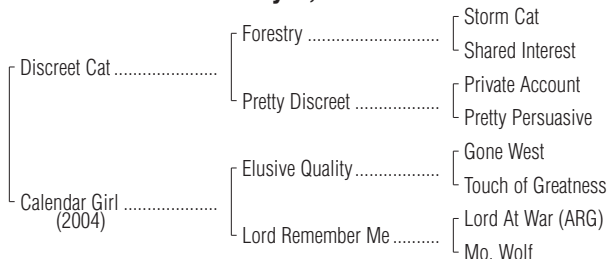 Forestry
Storm Cat
Shared Interest
Discreet Cat
Pretty Discreet
Private Account
Pretty Persuasive
Calendar Girl
(2004)
Elusive Quality
Gone West
Touch of Greatness
Lord Remember Me
Lord At War (ARG)
Mo. Wolf